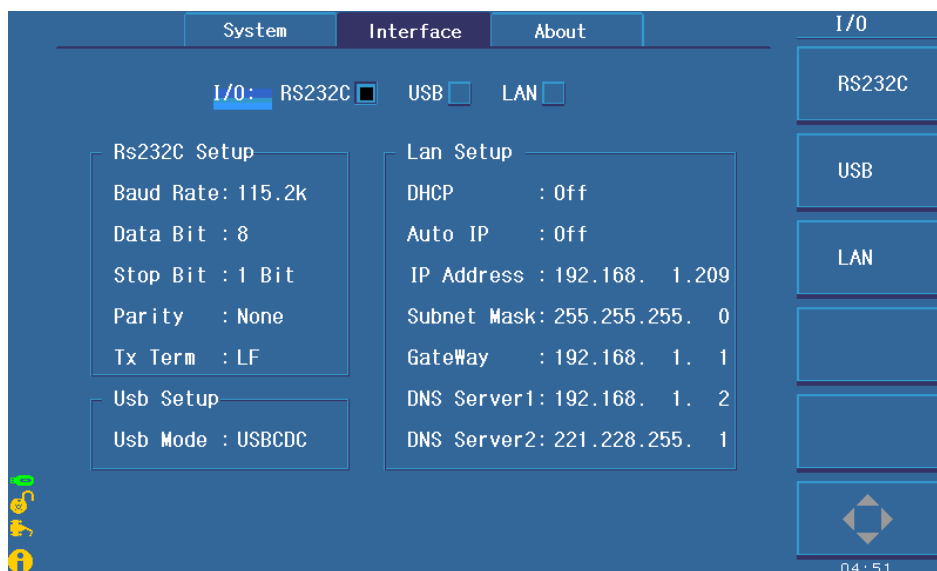 System Interface About
I/O: RS232C USB LAN
Rs232C Setup
Baud Rate: 115.2k
Data Bit : 8
Stop Bit : 1 Bit
Parity : None
Tx Term : LF
Usb Setup
Usb Mode : USBCDC
Lan Setup
DHCP : Off
Auto IP : Off
IP Address : 192.168. 1.209
Subnet Mask: 255.255.255. 0
GateWay : 192.168. 1. 1
DNS Server1: 192.168. 1. 2
DNS Server2: 221.228.255. 1
I/O
RS232C
USB
LAN
04:51